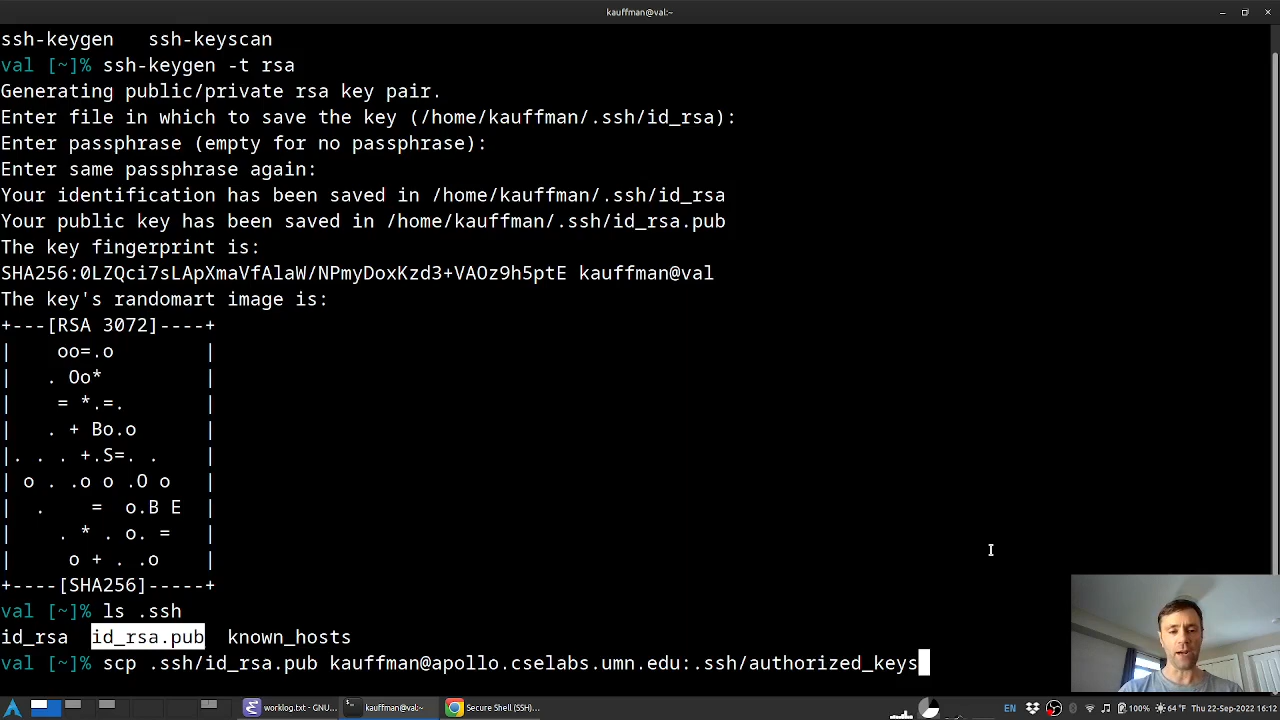 kauffman@val:~
ssh-keygen   ssh-keyscan
val [~]% ssh-keygen -t rsa
Generating public/private rsa key pair.
Enter file in which to save the key (/home/kauffman/.ssh/id_rsa):
Enter passphrase (empty for no passphrase):
Enter same passphrase again:
Your identification has been saved in /home/kauffman/.ssh/id_rsa
Your public key has been saved in /home/kauffman/.ssh/id_rsa.pub
The key fingerprint is:
SHA256:0LZQci7sLApXmaVfAlaW/NPmyDoxKzd3+VAOz9h5ptE kauffman@val
The key's randomart image is:
+---[RSA 3072]----+
|    oo=.o        |
|   . Oo*         |
|    = *.=.       |
|   . + Bo.o      |
|. . . +.S=. .    |
| o . .o o .O o   |
|  .    =  o.B E  |
|    . * . o. =   |
|     o + . .o    |
+----[SHA256]-----+
val [~]% ls .ssh
id_rsa  id_rsa.pub  known_hosts
val [~]% scp .ssh/id_rsa.pub kauffman@apollo.cselabs.umn.edu:.ssh/authorized_keys
worklog.txt - GNU... kauffman@val:~ Secure Shell (SSH)... EN 100% 64°F Thu 22-Sep-2022 16:12